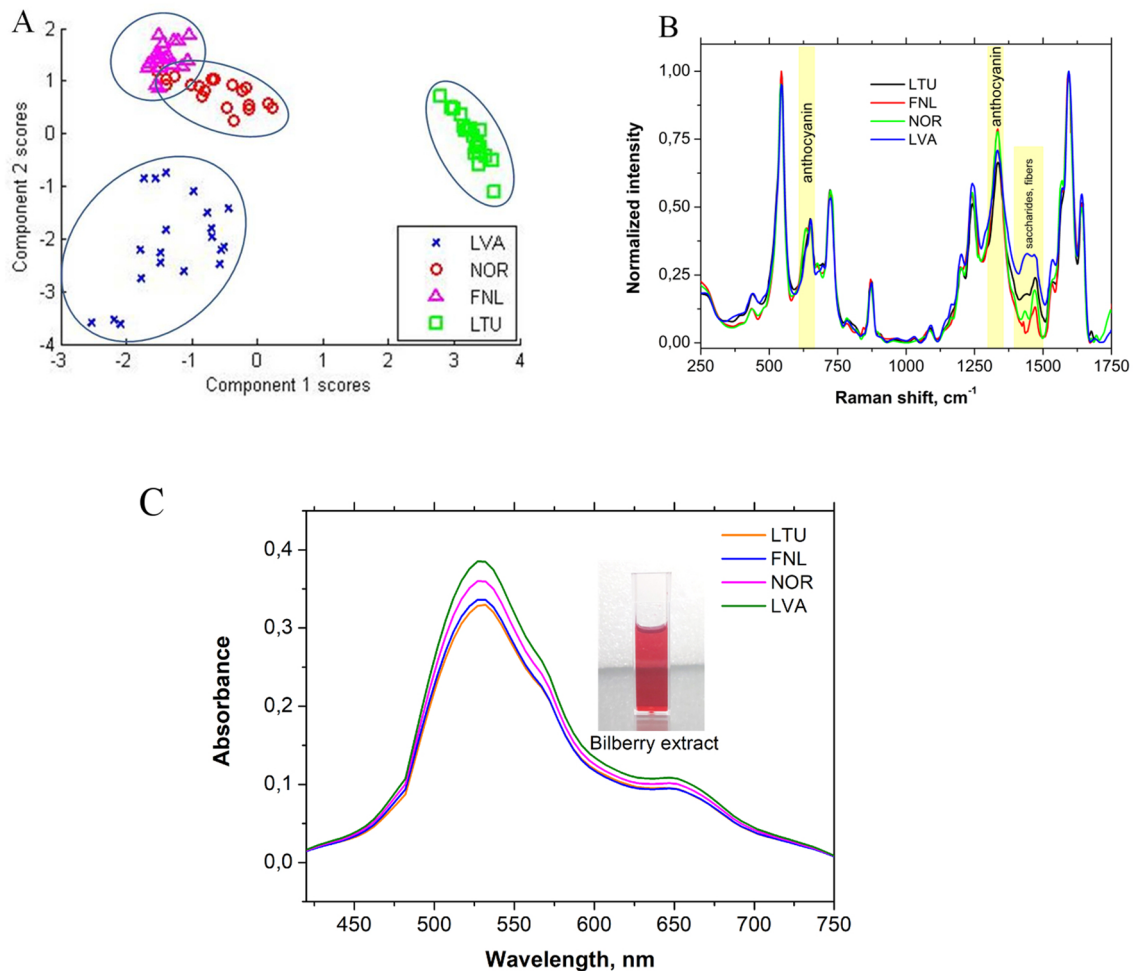 A
2
1
0
-1
-2
-3
-4
-3
-2
-1
0
1
2
3
4
Component 2 scores
Component 1 scores
LVA
NOR
FNL
LTU
B
1,00
0,75
0,50
0,25
0,00
250
500
750
1000
1250
1500
1750
Normalized intensity
Raman shift, cm-1
anthocyanin
anthocyanin
saccharides, fibers
LTU
FNL
NOR
LVA
C
0,4
0,3
0,2
0,1
0,0
450
500
550
600
650
700
750
Absorbance
Wavelength, nm
LTU
FNL
NOR
LVA
Bilberry extract